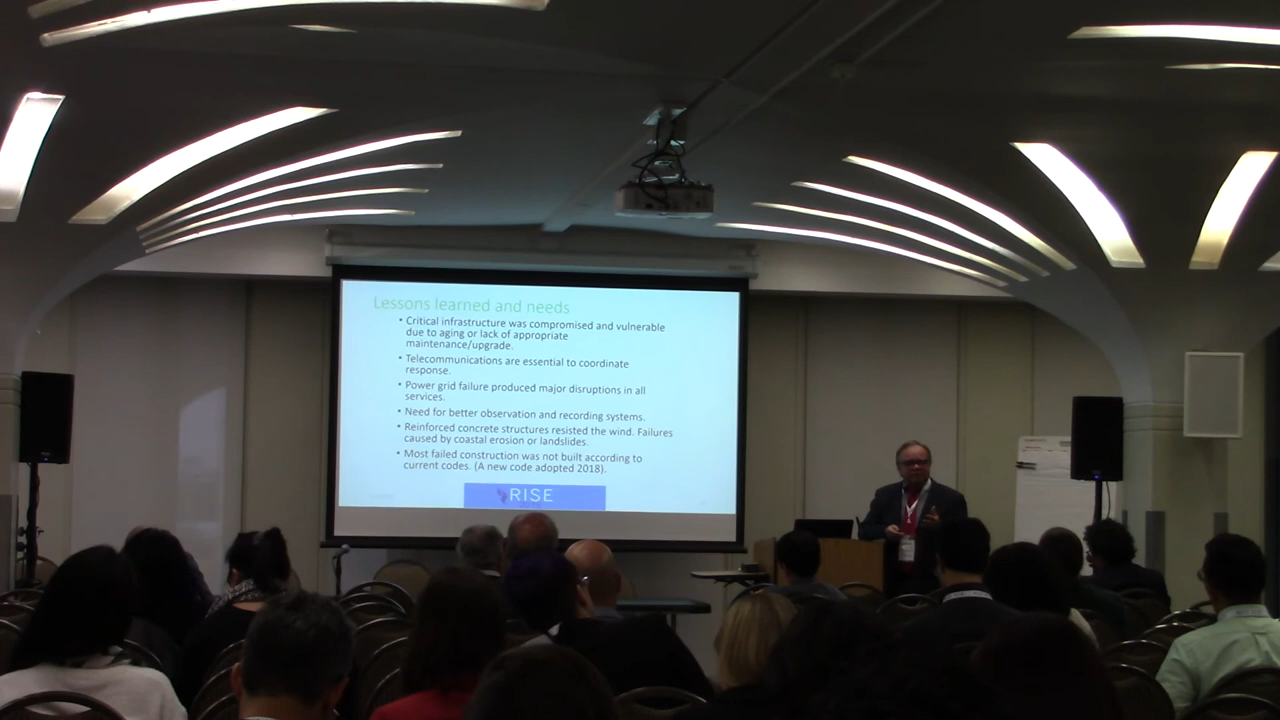 Lessons learned and needs
• Critical infrastructure was compromised and vulnerable
due to aging or lack of appropriate
maintenance/upgrade.
• Telecommunications are essential to coordinate
response.
• Power grid failure produced major disruptions in all
services.
• Need for better observation and recording systems.
• Reinforced concrete structures resisted the wind. Failures
caused by coastal erosion or landslides.
• Most failed construction was not built according to
current codes. (A new code adopted 2018).
RISE